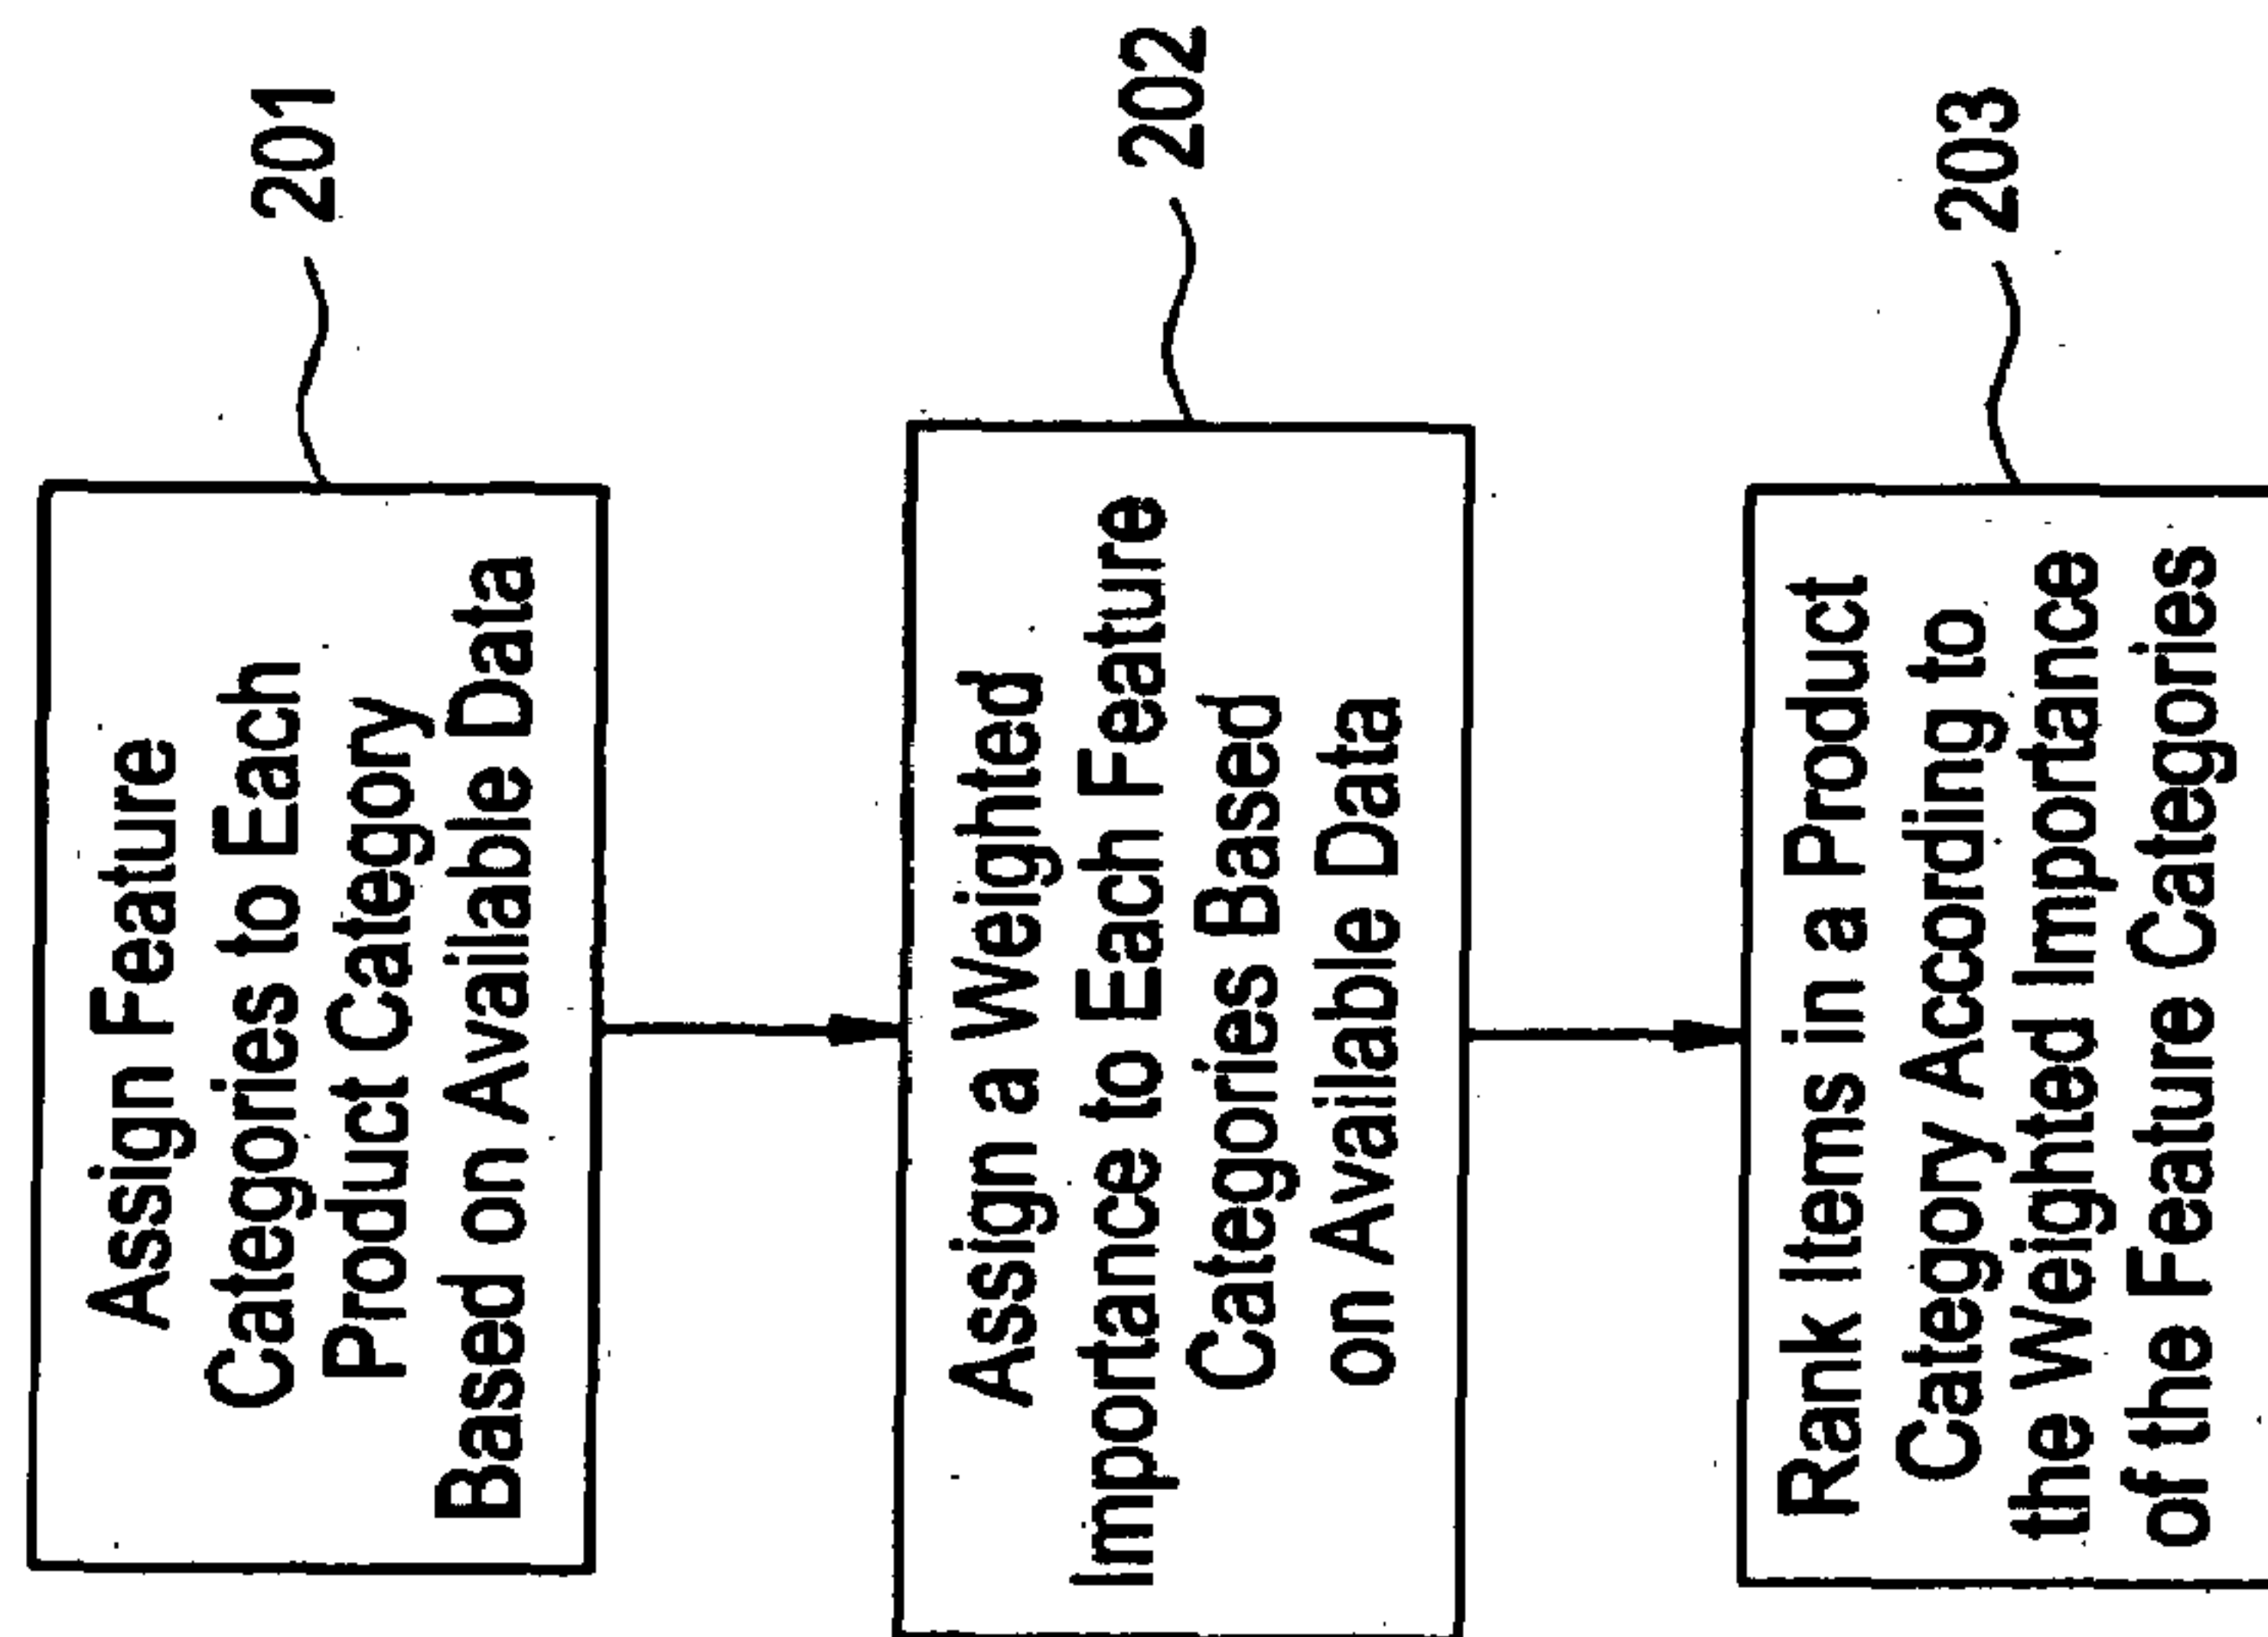 Assign Feature
Categories to Each
Product Category
Based on Available Data
201
Assign a Weighted
Importance to Each Feature
Categories Based
on Available Data
202
Rank Items in a Product
Category According to
the Weighted Importance
of the Feature Categories
203